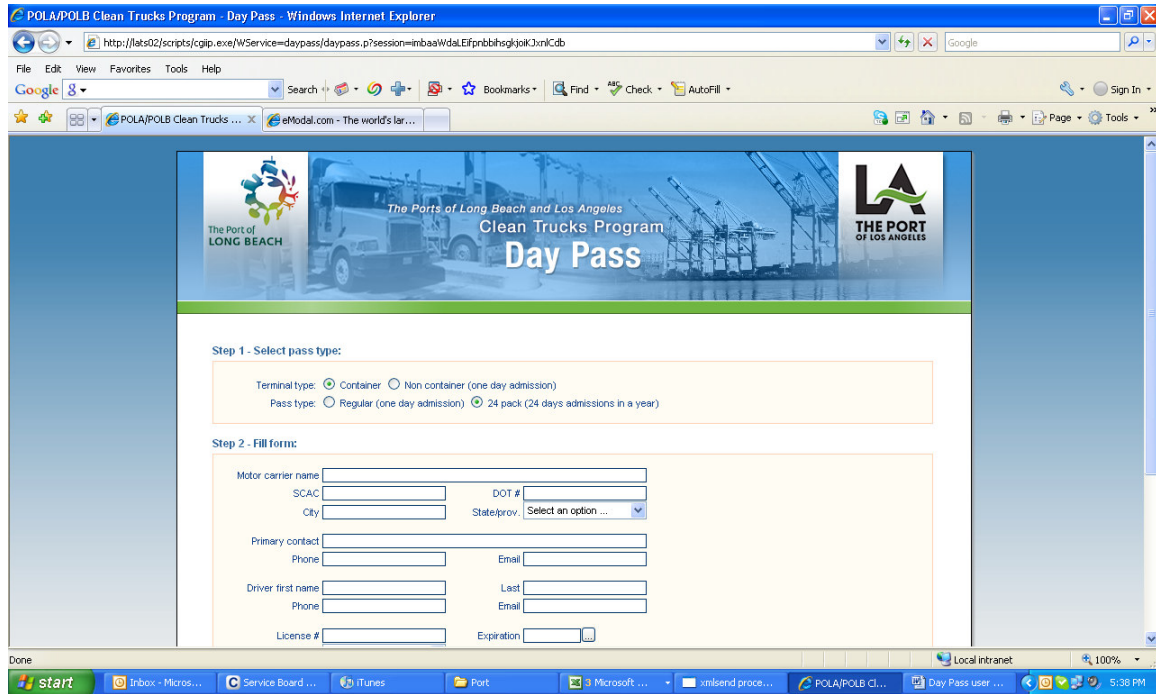 POLA/POLB Clean Trucks Program - Day Pass - Windows Internet Explorer
http://lats02/scripts/cgiip.exe/WService=daypass/daypass.p?session=imbaaWdaLEifpnbbihsgkjoiKJxnlCdb
Google
File Edit View Favorites Tools Help
Google Search Bookmarks Find Check AutoFill Sign In
POLA/POLB Clean Trucks ... eModal.com - The world's lar... Page Tools
The Port of
LONG BEACH
The Ports of Long Beach and Los Angeles
Clean Trucks Program
Day Pass
LA
THE PORT
OF LOS ANGELES
Step 1 - Select pass type:
Terminal type: Container Non container (one day admission)
Pass type: Regular (one day admission) 24 pack (24 days admissions in a year)
Step 2 - Fill form:
Motor carrier name
SCAC DOT #
City State/prov. Select an option ...
Primary contact
Phone Email
Driver first name Last
Phone Email
License # Expiration ...
Done Local intranet 100%
start Inbox - Micros... Service Board ... iTunes Port 3 Microsoft ... xmlsend proce... POLA/POLB Cl... Day Pass user ... 5:38 PM